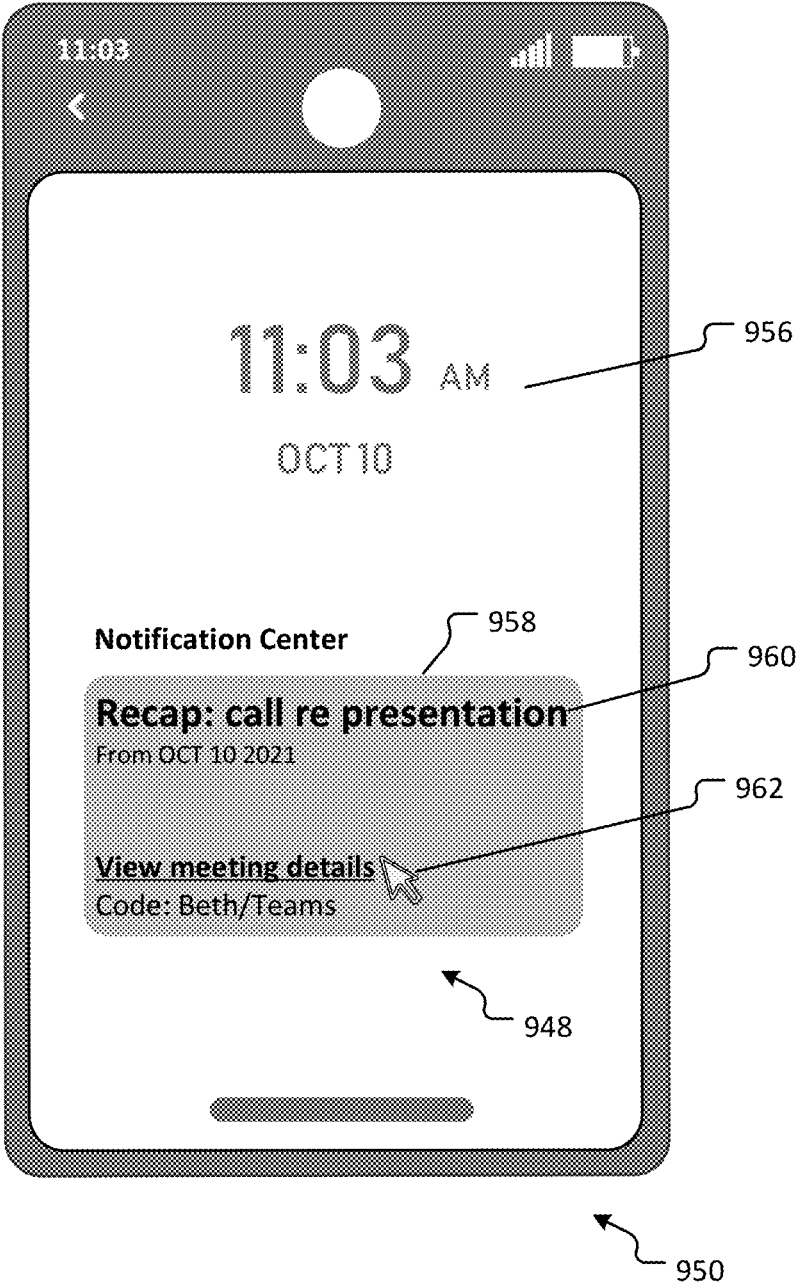 11:03
11:03 AM
956
OCT 10
958
Notification Center
960
Recap: call re presentation
From OCT 10 2021
962
View meeting details
Code: Beth/Teams
948
950